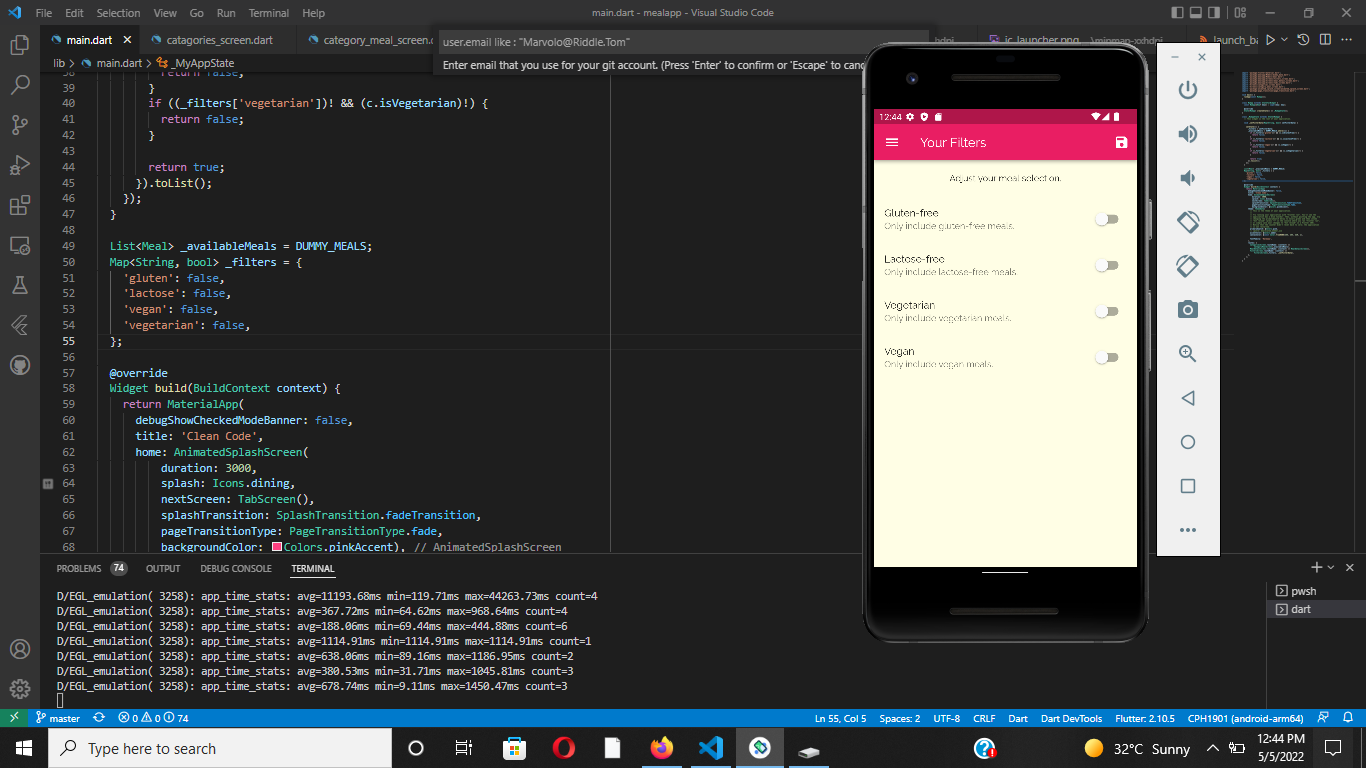 File Edit Selection View Go Run Terminal Help
main.dart - mealapp - Visual Studio Code
main.dart catagories_screen.dart category_meal_screen.c
user.email like : "Marvolo@Riddle.Tom"
Enter email that you use for your git account. (Press 'Enter' to confirm or 'Escape' to canc
ic_launcher.png
launch_ba
lib > main.dart > _MyAppState
38 return false;
39 }
40 if ((_filters['vegetarian'])! && (c.isVegetarian)!) {
41 return false;
42 }
43
44 return true;
45 }).toList();
46 });
47 }
48
49 List<Meal> _availableMeals = DUMMY_MEALS;
50 Map<String, bool> _filters = {
51 'gluten': false,
52 'lactose': false,
53 'vegan': false,
54 'vegetarian': false,
55 };
56
57 @override
58 Widget build(BuildContext context) {
59 return MaterialApp(
60 debugShowCheckedModeBanner: false,
61 title: 'Clean Code',
62 home: AnimatedSplashScreen(
63 duration: 3000,
64 splash: Icons.dining,
65 nextScreen: TabScreen(),
66 splashTransition: SplashTransition.fadeTransition,
67 pageTransitionType: PageTransitionType.fade,
68 backgroundColor: Colors.pinkAccent), // AnimatedSplashScreen
12:44
Your Filters
Adjust your meal selection.
Gluten-free
Only include gluten-free meals.
Lactose-free
Only include lactose-free meals
Vegetarian
Only include vegetarian meals.
Vegan
Only include vegan meals.
PROBLEMS 74 OUTPUT DEBUG CONSOLE TERMINAL
D/EGL_emulation( 3258): app_time_stats: avg=11193.68ms min=119.71ms max=44263.73ms count=4
D/EGL_emulation( 3258): app_time_stats: avg=367.72ms min=64.62ms max=968.64ms count=4
D/EGL_emulation( 3258): app_time_stats: avg=188.06ms min=69.44ms max=444.88ms count=6
D/EGL_emulation( 3258): app_time_stats: avg=1114.91ms min=1114.91ms max=1114.91ms count=1
D/EGL_emulation( 3258): app_time_stats: avg=638.06ms min=89.16ms max=1186.95ms count=2
D/EGL_emulation( 3258): app_time_stats: avg=380.53ms min=31.71ms max=1045.81ms count=3
D/EGL_emulation( 3258): app_time_stats: avg=678.74ms min=9.11ms max=1450.47ms count=3
pwsh
dart
master 0 0 74 Ln 55, Col 5 Spaces: 2 UTF-8 CRLF Dart Dart DevTools Flutter: 2.10.5 CPH1901 (android-arm64)
Type here to search
32°C Sunny
12:44 PM
5/5/2022